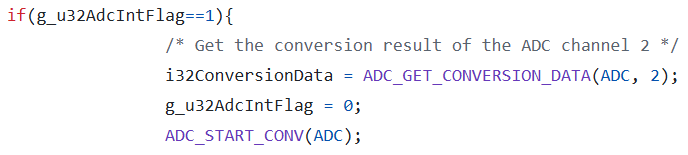 if(g_u32AdcIntFlag==1){
/* Get the conversion result of the ADC channel 2 */
i32ConversionData = ADC_GET_CONVERSION_DATA(ADC, 2);
g_u32AdcIntFlag = 0;
ADC_START_CONV(ADC);